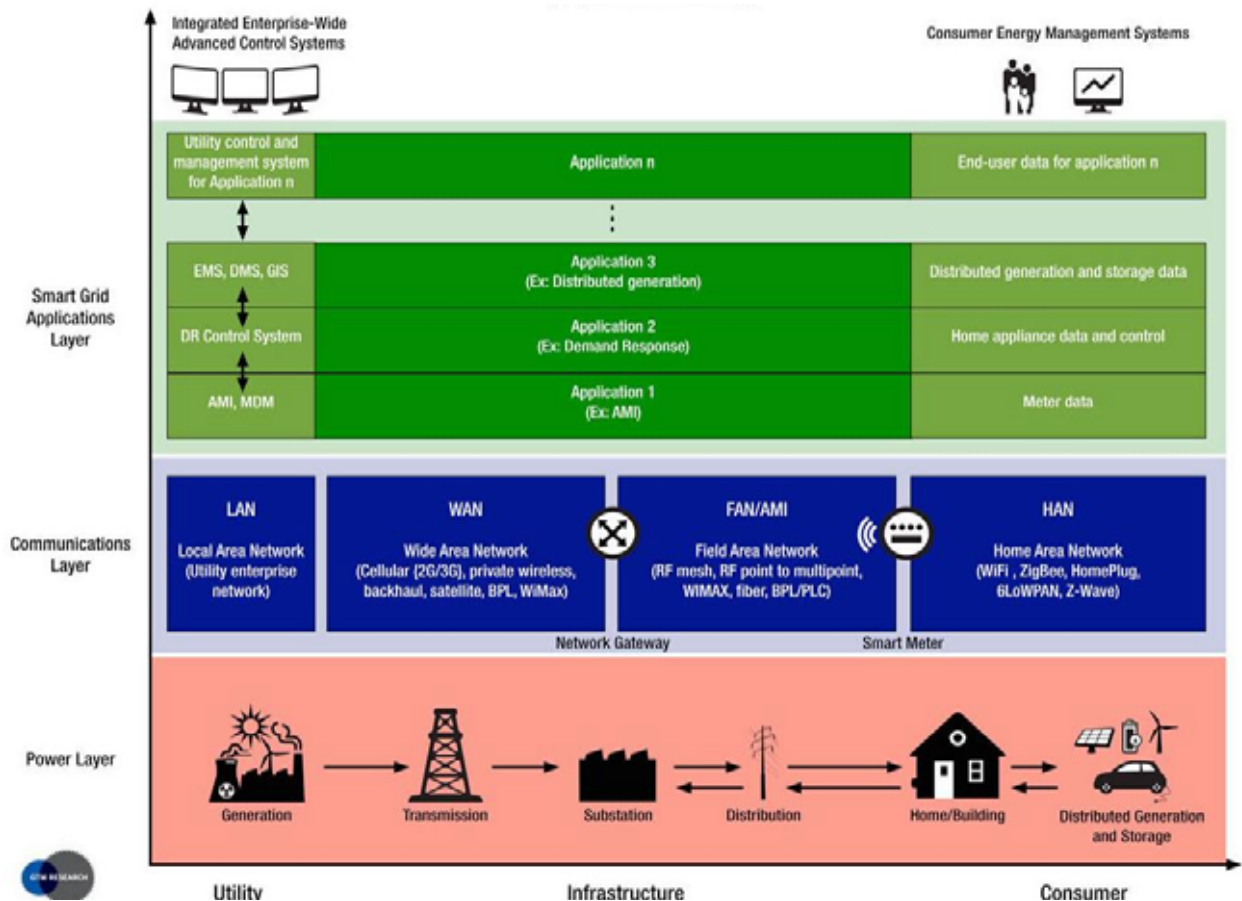 Integrated Enterprise-Wide
Advanced Control Systems
Consumer Energy Management Systems
Smart Grid
Applications
Layer
Utility control and
management system
for Application n
Application n
End-user data for application n
EMS, DMS, GIS
Application 3
(Ex: Distributed generation)
Distributed generation and storage data
DR Control System
Application 2
(Ex: Demand Response)
Home appliance data and control
AMI, MDM
Application 1
(Ex: AMI)
Meter data
Communications
Layer
LAN
Local Area Network
(Utility enterprise
network)
WAN
Wide Area Network
(Cellular {2G/3G}, private wireless,
backhaul, satellite, BPL, WiMax)
FAN/AMI
Field Area Network
(RF mesh, RF point to multipoint,
WIMAX, fiber, BPL/PLC)
HAN
Home Area Network
(WiFi , ZigBee, HomePlug,
6LoWPAN, Z-Wave)
Network Gateway
Smart Meter
Power Layer
Generation
Transmission
Substation
Distribution
Home/Building
Distributed Generation
and Storage
GTM RESEARCH
Utility
Infrastructure
Consumer